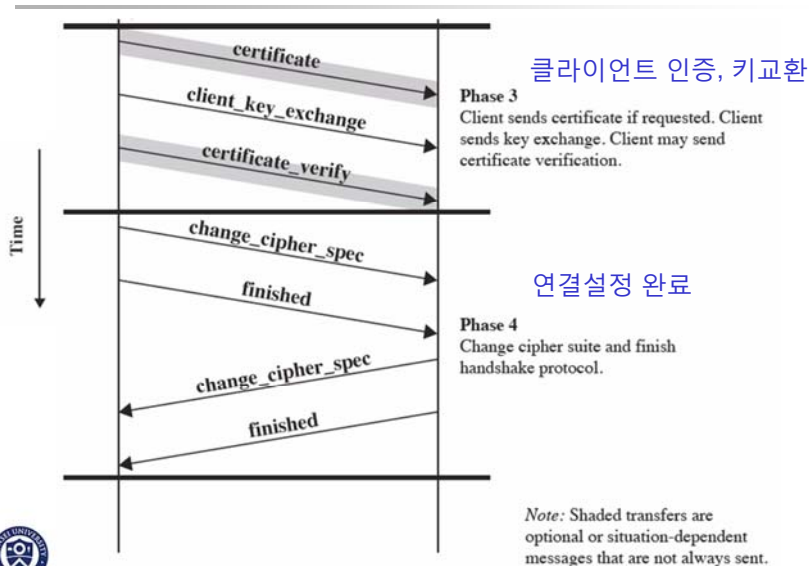 certificate
클라이언트 인증, 키교환
Phase 3
Client sends certificate if requested. Client
sends key exchange. Client may send
certificate verification.
client_key_exchange
certificate_verify
Time
change_cipher_spec
finished
연결설정 완료
Phase 4
Change cipher suite and finish
handshake protocol.
change_cipher_spec
finished
Note: Shaded transfers are
optional or situation-dependent
messages that are not always sent.